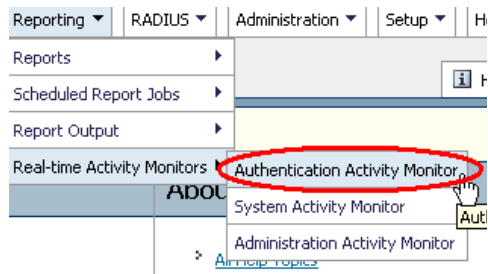 Reporting RADIUS Administration Setup
Reports
Scheduled Report Jobs
Report Output
Real-time Activity Monitors Authentication Activity Monitor
System Activity Monitor
Administration Activity Monitor
All Help Topics